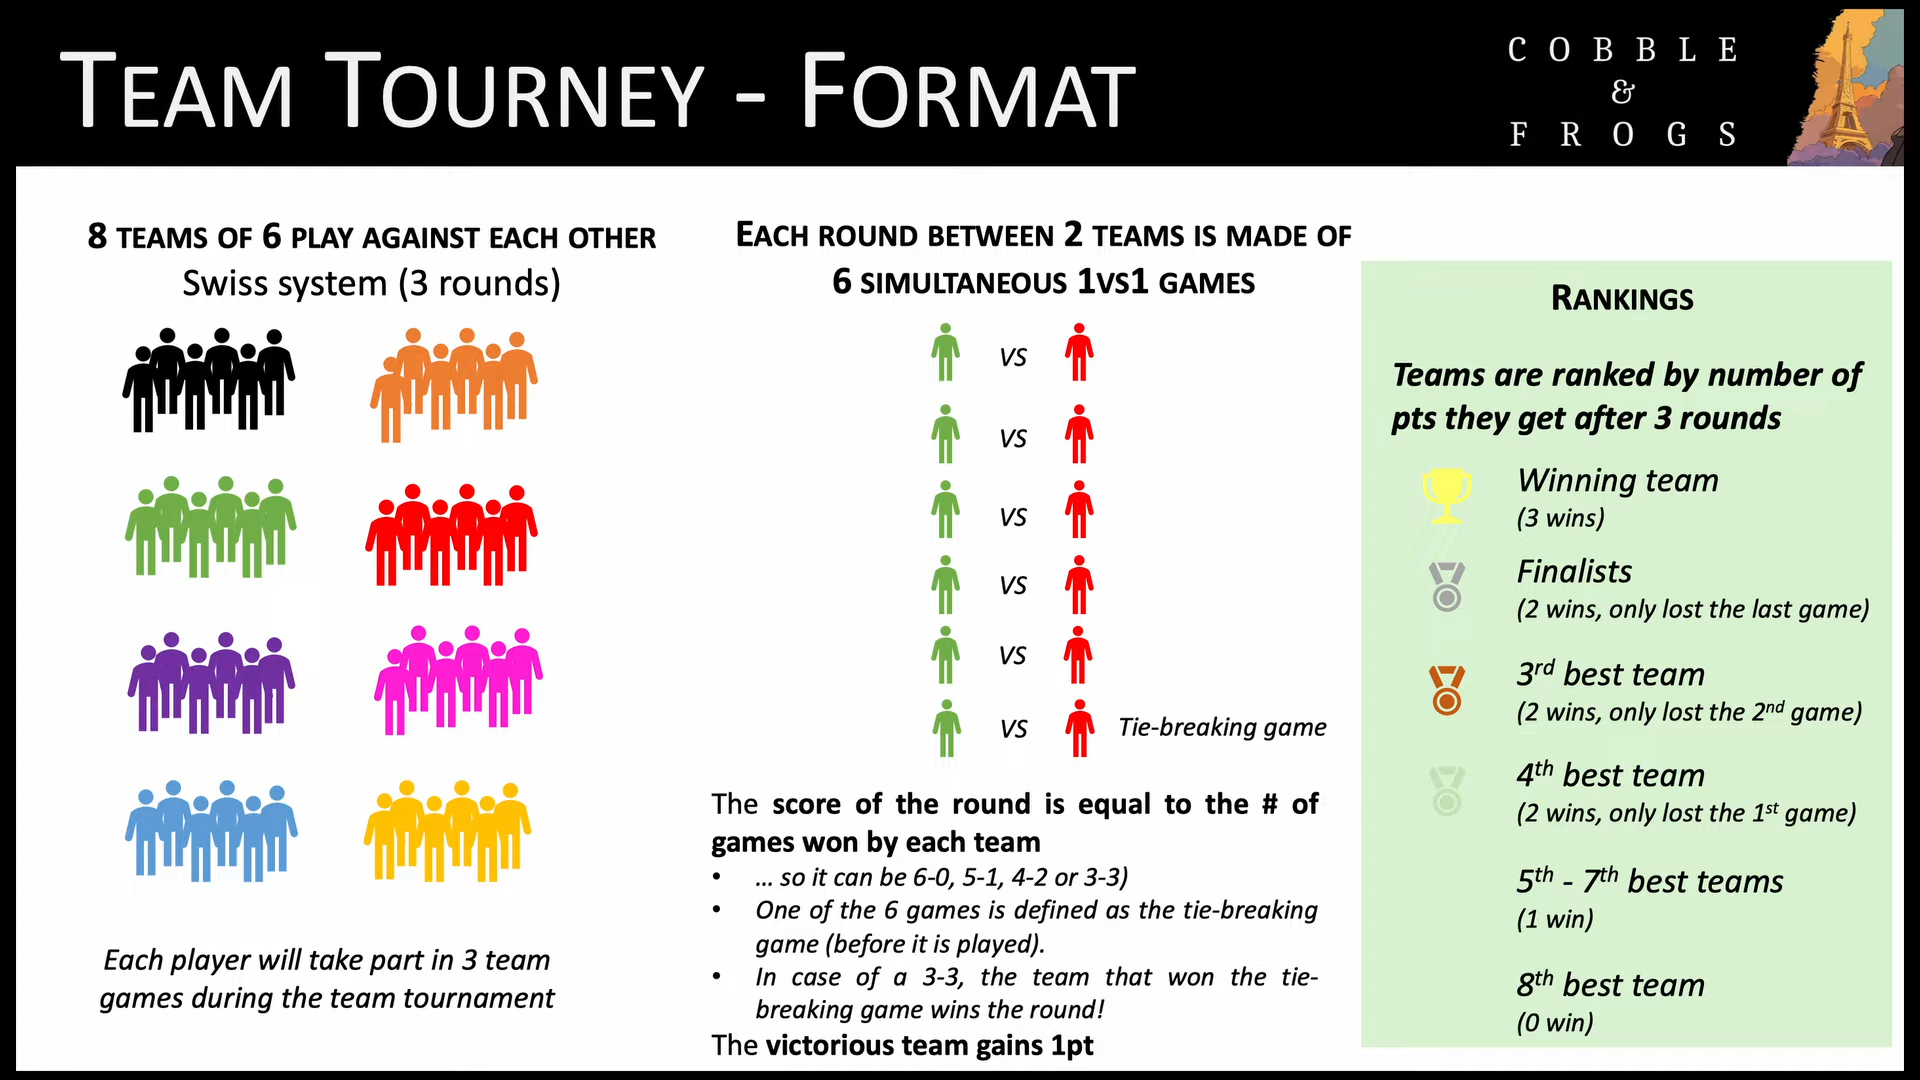 TEAM TOURNEY - FORMAT
COBBLE
&
FROGS
8 TEAMS OF 6 PLAY AGAINST EACH OTHER
Swiss system (3 rounds)
Each player will take part in 3 team
games during the team tournament
EACH ROUND BETWEEN 2 TEAMS IS MADE OF
6 SIMULTANEOUS 1VS1 GAMES
VS
VS
VS
VS
VS
VS Tie-breaking game
The score of the round is equal to the # of
games won by each team
• ... so it can be 6-0, 5-1, 4-2 or 3-3)
• One of the 6 games is defined as the tie-breaking
game (before it is played).
• In case of a 3-3, the team that won the tie-
breaking game wins the round!
The victorious team gains 1pt
RANKINGS
Teams are ranked by number of
pts they get after 3 rounds
Winning team
(3 wins)
Finalists
(2 wins, only lost the last game)
3rd best team
(2 wins, only lost the 2nd game)
4th best team
(2 wins, only lost the 1st game)
5th - 7th best teams
(1 win)
8th best team
(0 win)